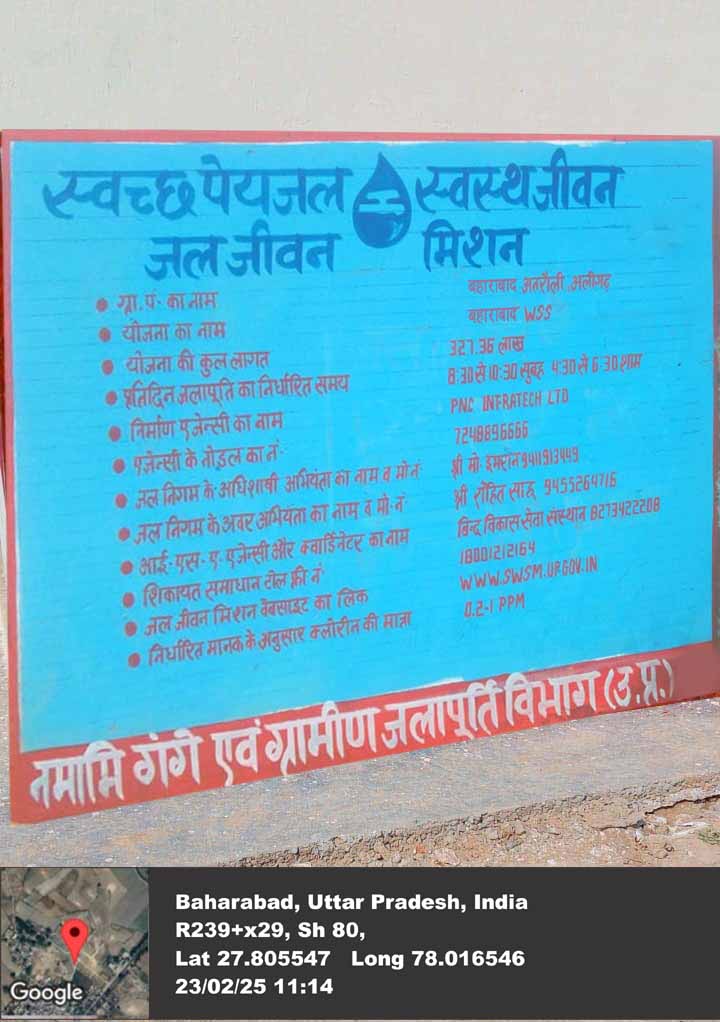 स्वच्छ पेयजल स्वस्थ जीवन
जल जीवन मिशन
ग्रा.पं. का नाम बहाराबाद अतरौली अलीगढ़
योजना का नाम बहाराबाद WSS
योजना की कुल लागत 327.36 लाख
प्रतिदिन जलापूर्ति का निर्धारित समय 8:30 से 10:30 सुबह 4:30 से 6:30 शाम
निर्माण एजेन्सी का नाम PNC INFRATECH LTD
एजेन्सी के नोडल का नं. 7248896666
जल निगम के अधिशाषी अभियंता का नाम व मो.नं. श्री मो. इमरान 9411913449
जल निगम के अवर अभियंता का नाम व मो.नं. श्री रोहित साहू 9455264716
आई.एस.ए. एजेन्सी और क्वार्डिनेटर का नाम बिन्दू विकास सेवा संस्थान 8273422208
शिकायत समाधान टोल फ्री नं. 18001212164
जल जीवन मिशन वेबसाइट का लिंक WWW.SWSM.UP.GOV.IN
निर्धारित मानक के अनुसार क्लोरीन की मात्रा 0.2-1 PPM
नमामि गंगे एवं ग्रामीण जलापूर्ति विभाग (उ.प्र.)
Baharabad, Uttar Pradesh, India
R239+x29, Sh 80,
Lat 27.805547 Long 78.016546
23/02/25 11:14
Google